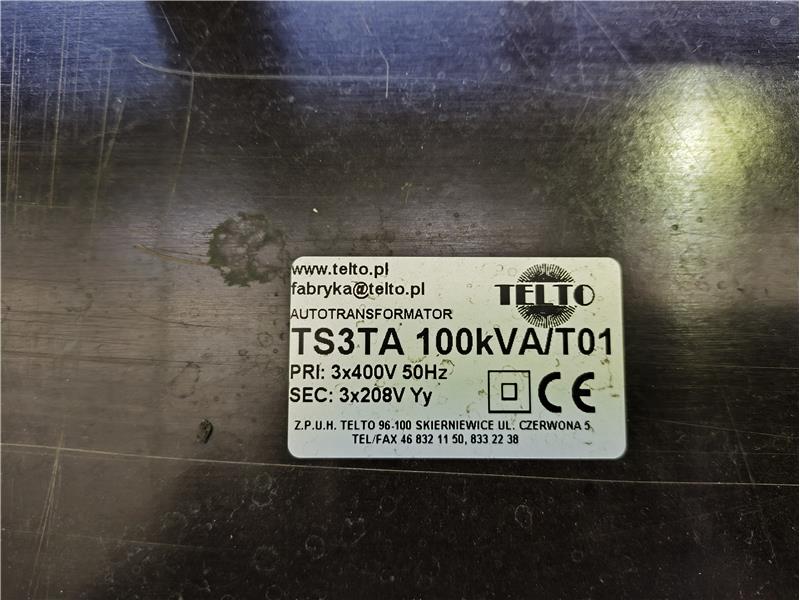 www.telto.pl
fabryka@telto.pl
TELTO
AUTOTRANSFORMATOR
TS3TA 100kVA/T01
PRI: 3x400V 50Hz
SEC: 3x208V Yy
CE
Z.P.U.H. TELTO 96-100 SKIERNIEWICE UL. CZERWONA 5
TEL/FAX 46 832 11 50, 833 22 38